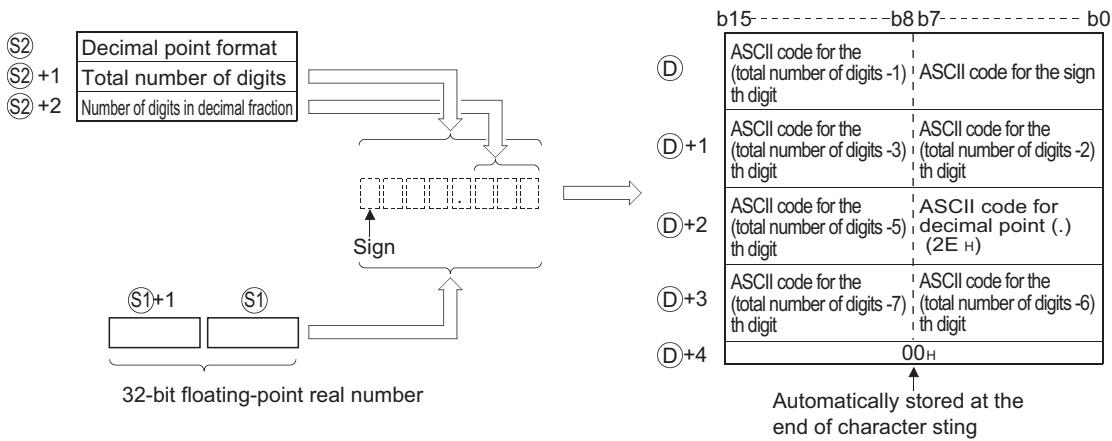 S2 Decimal point format
S2 +1 Total number of digits
S2 +2 Number of digits in decimal fraction
.
Sign
S1+1 S1
32-bit floating-point real number
b15 b8 b7 b0
D
ASCII code for the
(total number of digits -1)
th digit
ASCII code for the sign
D+1
ASCII code for the
(total number of digits -3)
th digit
ASCII code for the
(total number of digits -2)
th digit
D+2
ASCII code for the
(total number of digits -5)
th digit
ASCII code for
decimal point (.)
(2E H)
D+3
ASCII code for the
(total number of digits -7)
th digit
ASCII code for the
(total number of digits -6)
th digit
D+4
00H
Automatically stored at the
end of character sting